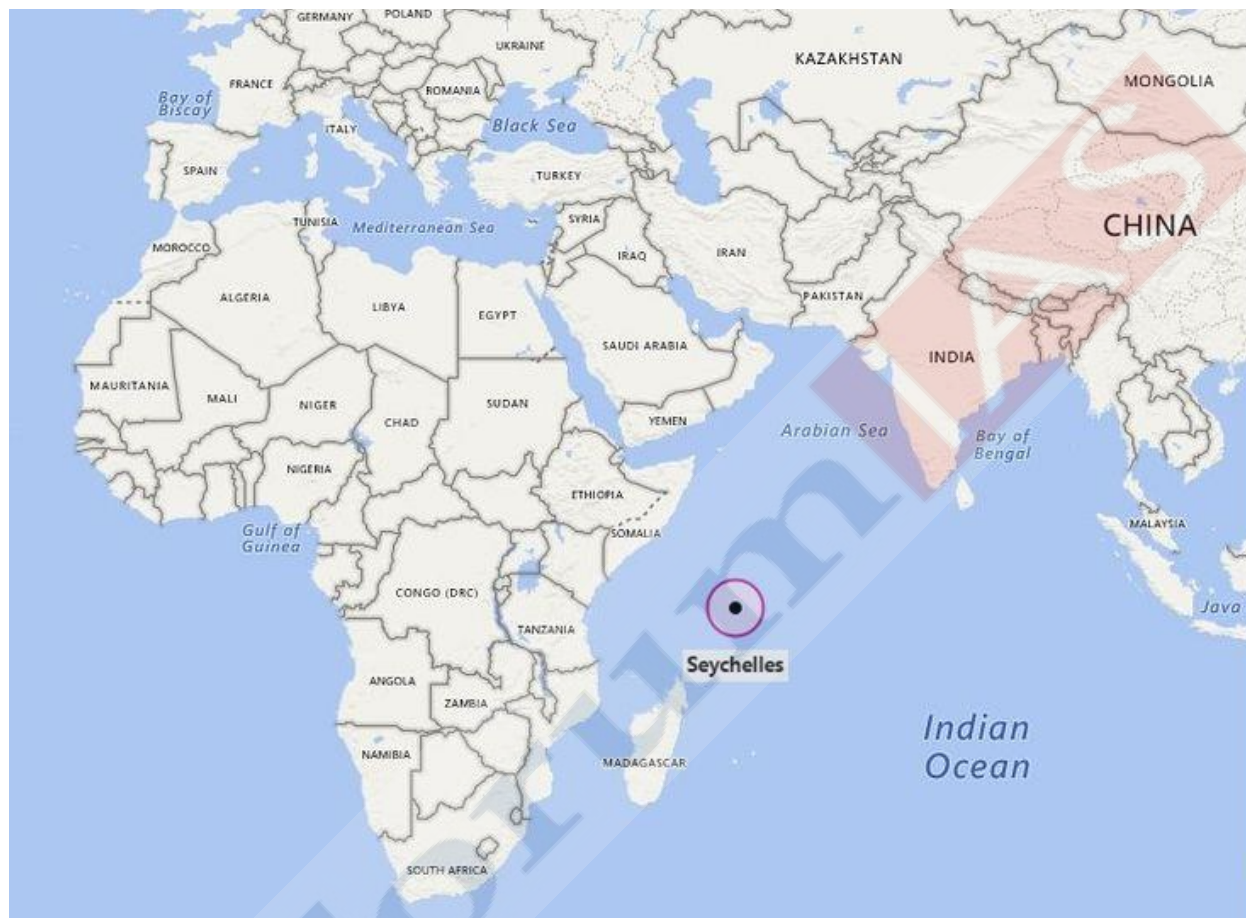 GERMANY
POLAND
UKRAINE
KAZAKHSTAN
MONGOLIA
FRANCE
ROMANIA
Bay of
Biscay
ITALY
Black Sea
SPAIN
TURKEY
CHINA
TUNISIA
Mediterranean Sea
SYRIA
MOROCCO
IRAQ
IRAN
ALGERIA
LIBYA
EGYPT
PAKISTAN
SAUDI ARABIA
INDIA
MAURITANIA
MALI
NIGER
CHAD
SUDAN
YEMEN
Arabian Sea
Bay of
Bengal
NIGERIA
ETHIOPIA
MALAYSIA
Gulf of
Guinea
SOMALIA
CONGO (DRC)
Java
TANZANIA
Seychelles
ANGOLA
ZAMBIA
Indian
Ocean
NAMIBIA
MADAGASCAR
SOUTH AFRICA
orum IAS